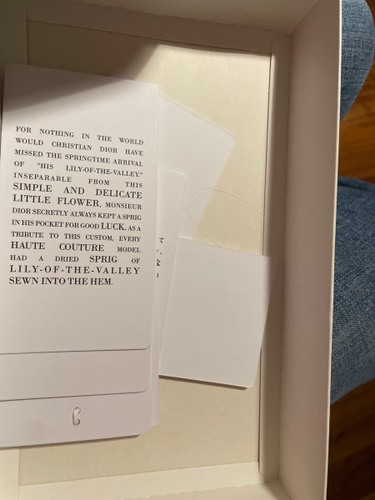 FOR NOTHING IN THE WORLD
WOULD CHRISTIAN DIOR HAVE
MISSED THE SPRINGTIME ARRIVAL
OF "HIS LILY-OF-THE-VALLEY."
INSEPARABLE FROM THIS
SIMPLE AND DELICATE
LITTLE FLOWER, MONSIEUR
DIOR SECRETLY ALWAYS KEPT A SPRIG
IN HIS POCKET FOR GOOD LUCK. AS A
TRIBUTE TO THIS CUSTOM, EVERY
HAUTE COUTURE MODEL
HAD A DRIED SPRIG OF
LILY-OF-THE-VALLEY
SEWN INTO THE HEM.